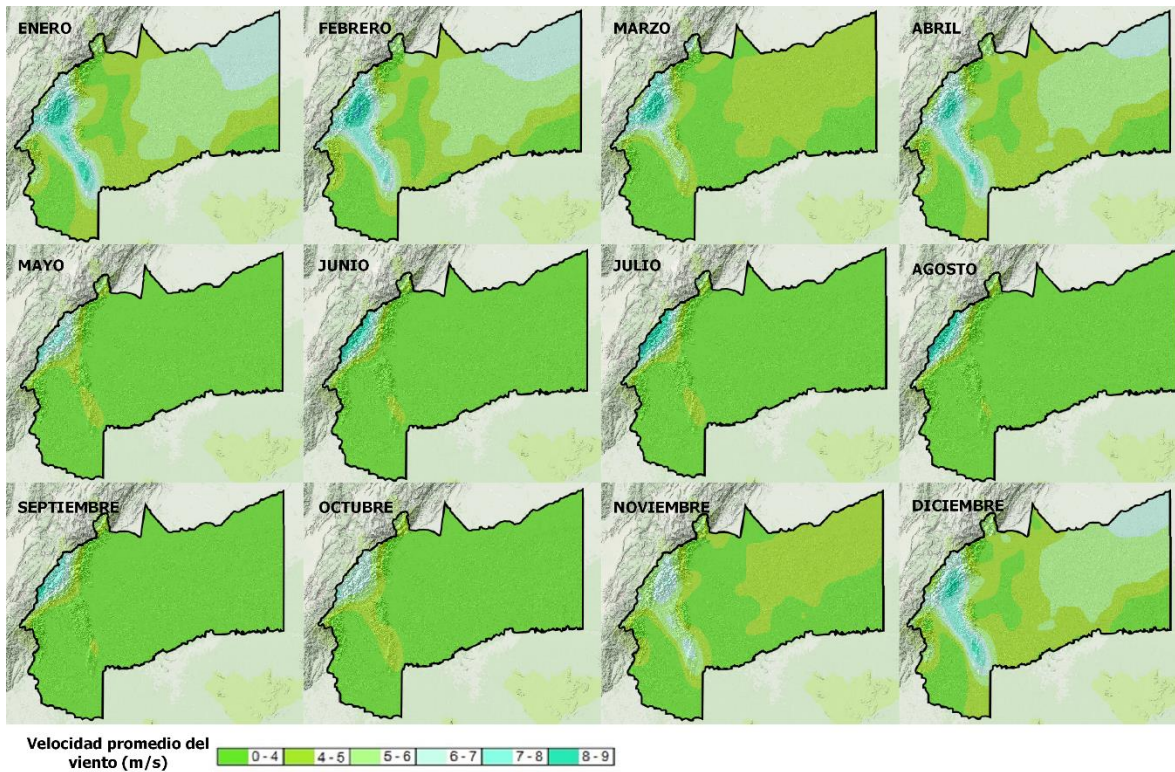 ENERO
FEBRERO
MARZO
ABRIL
MAYO
JUNIO
JULIO
AGOSTO
SEPTIEMBRE
OCTUBRE
NOVIEMBRE
DICIEMBRE
Velocidad promedio del
viento (m/s)
0 - 4
4 - 5
5 - 6
6 - 7
7 - 8
8 - 9